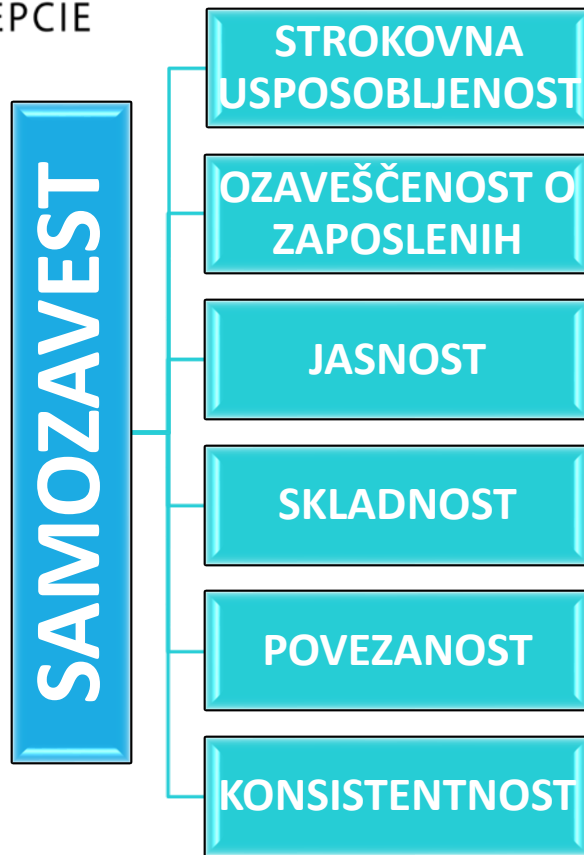 EPCIE
SAMOZAVEST
STROKOVNA
USPOSOBLJENOST
OZAVEŠČENOST O
ZAPOSLENIH
JASNOST
SKLADNOST
POVEZANOST
KONSISTENTNOST